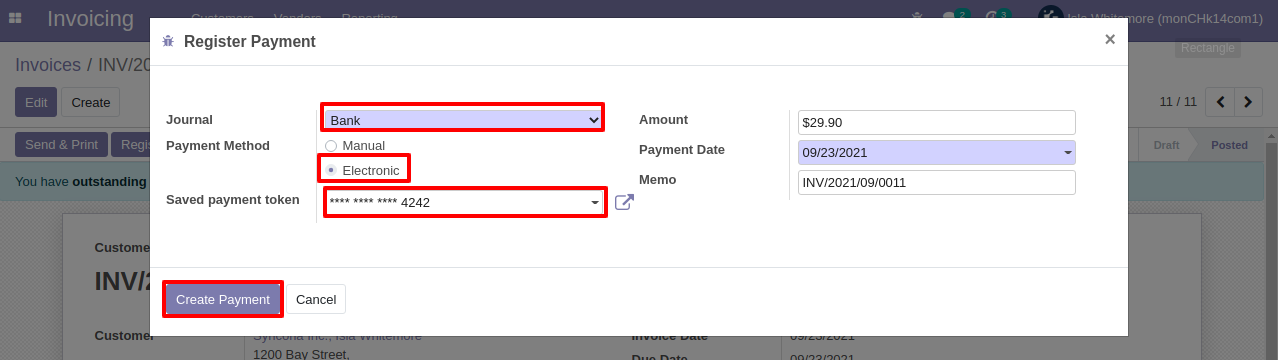 Invoicing
Customers Vendors Reporting
2 3 Isla Whitemore (monCHk14com1)
Rectangle
Invoices / INV/20
Edit Create
11 / 11
Send & Print Regis
Draft Posted
You have outstanding
Register Payment ×
Journal Bank
Payment Method Manual
Electronic
Saved payment token **** **** **** 4242
Amount $29.90
Payment Date 09/23/2021
Memo INV/2021/09/0011
Create Payment Cancel
Custome
INV/2
Customer Syncona Inc., Isla Whitemore
1200 Bay Street,
Invoice Date 09/23/2021
Due Date 09/23/2021